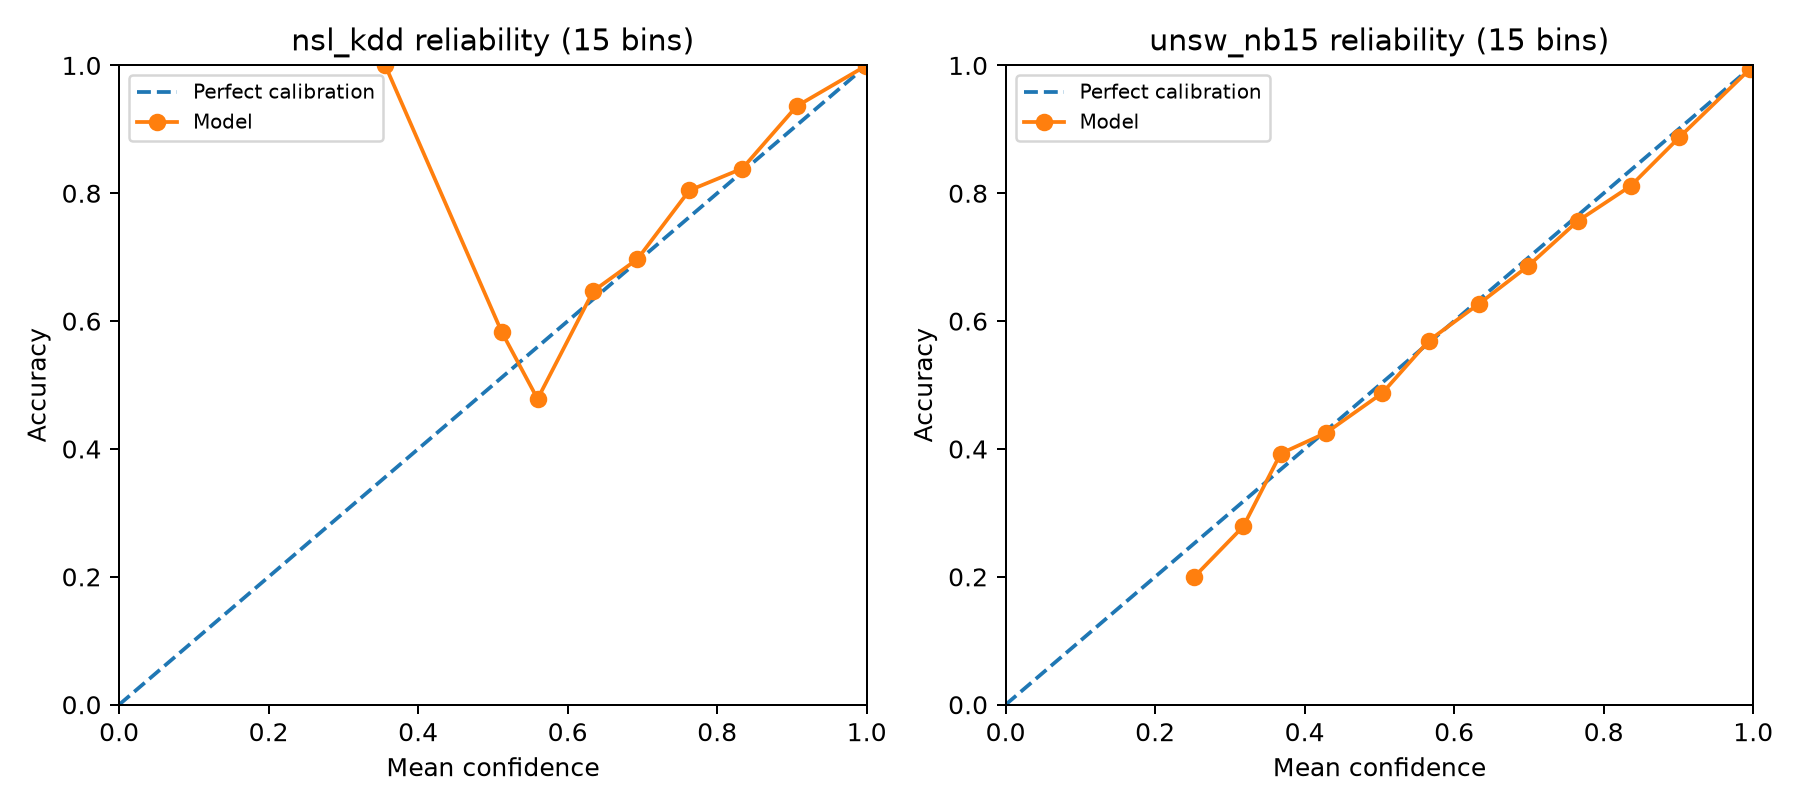 nsl_kdd reliability (15 bins)
1.0
0.8
0.6
0.4
0.2
0.0
Accuracy
Perfect calibration
Model
0.0 0.2 0.4 0.6 0.8 1.0
Mean confidence
unsw_nb15 reliability (15 bins)
1.0
0.8
0.6
0.4
0.2
0.0
Accuracy
Perfect calibration
Model
0.0 0.2 0.4 0.6 0.8 1.0
Mean confidence